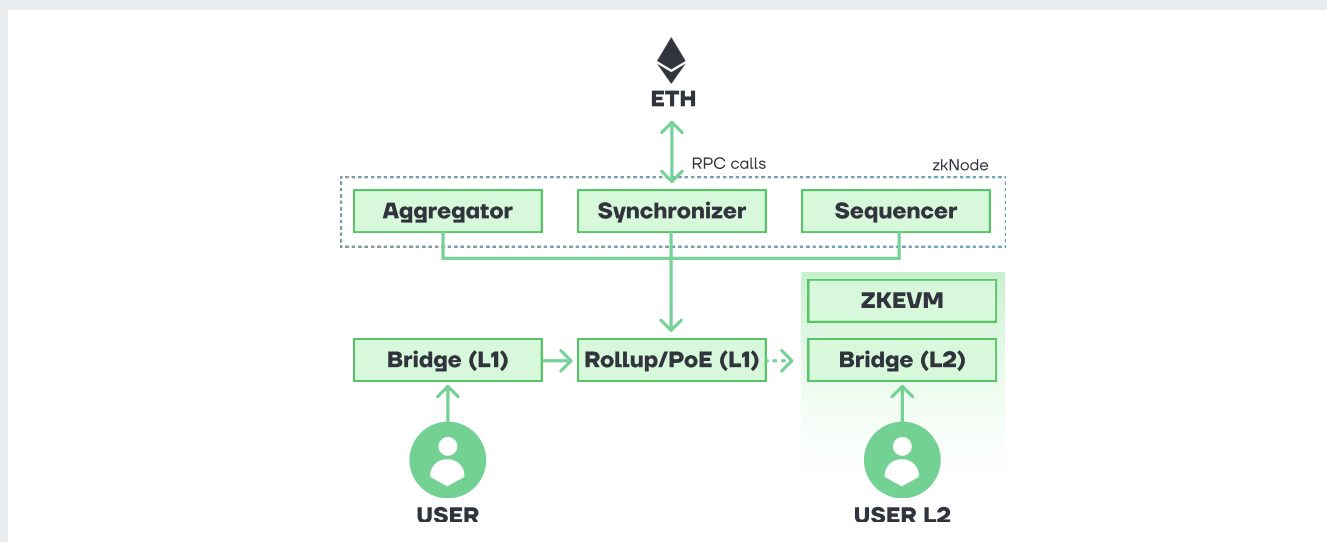 ETH
RPC calls
zkNode
Aggregator
Synchronizer
Sequencer
ZKEVM
Bridge (L1)
Rollup/PoE (L1)
Bridge (L2)
USER
USER L2